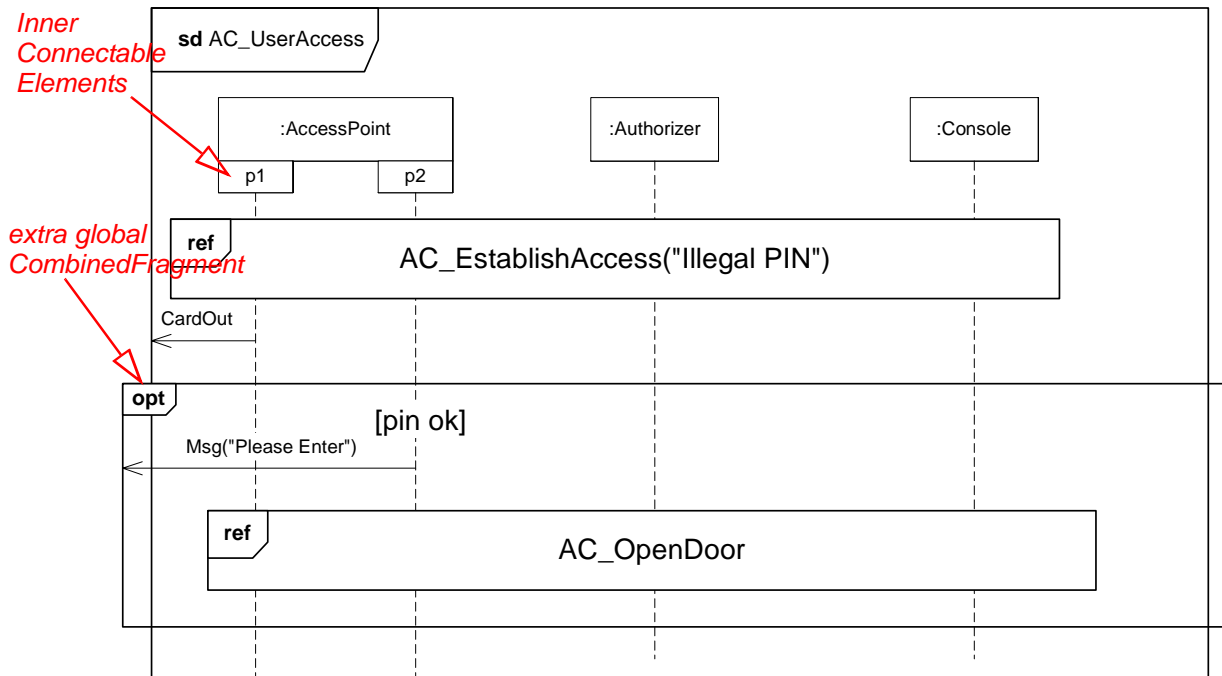 Inner
Connectable
Elements
sd AC_UserAccess
:AccessPoint
:Authorizer
:Console
p1
p2
extra global
CombinedFragment
ref
AC_EstablishAccess("Illegal PIN")
CardOut
opt
[pin ok]
Msg("Please Enter")
ref
AC_OpenDoor